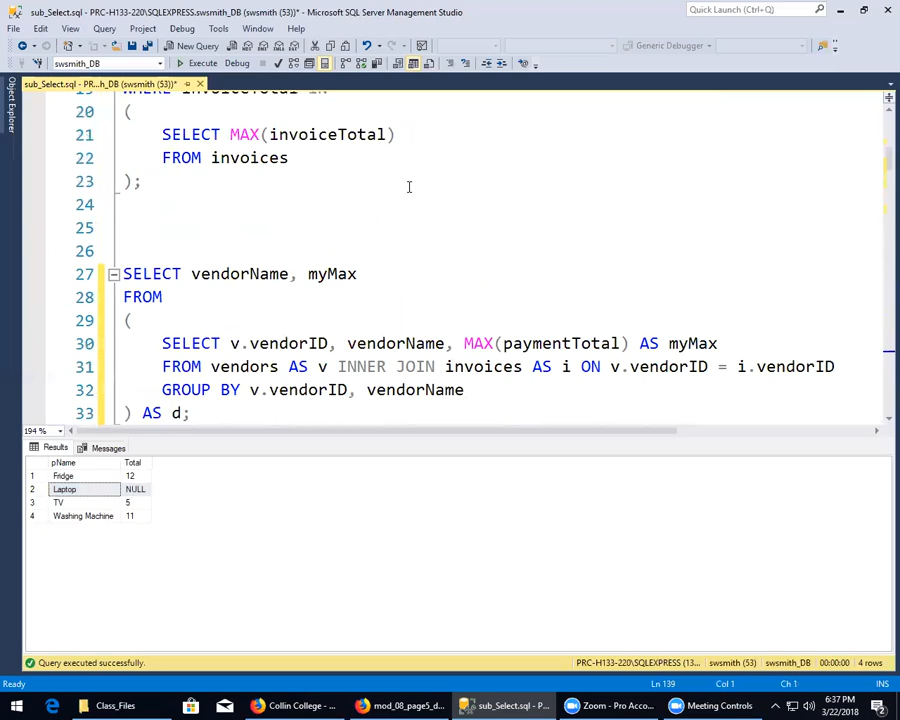 sub_Select.sql - PRC-H133-220\SQLEXPRESS.swsmith_DB (swsmith (53))* - Microsoft SQL Server Management Studio
Quick Launch (Ctrl+Q)
File Edit View Query Project Debug Tools Window Help
New Query
Generic Debugger
swsmith_DB
Execute Debug
sub_Select.sql - PR...h_DB (swsmith (53))*
Object Explorer
20 (
21 SELECT MAX(invoiceTotal)
22 FROM invoices
23 );
24
25
26
27 SELECT vendorName, myMax
28 FROM
29 (
30 SELECT v.vendorID, vendorName, MAX(paymentTotal) AS myMax
31 FROM vendors AS v INNER JOIN invoices AS i ON v.vendorID = i.vendorID
32 GROUP BY v.vendorID, vendorName
33 ) AS d;
194 %
Results Messages
pName Total
1 Fridge 12
2 Laptop NULL
3 TV 5
4 Washing Machine 11
Query executed successfully.
PRC-H133-220\SQLEXPRESS (13... swsmith (53) swsmith_DB 00:00:00 4 rows
Ready
Ln 139 Col 1 Ch 1 INS
Class_Files
Collin College - ...
mod_08_page5_d...
sub_Select.sql - P...
Zoom - Pro Acco...
Meeting Controls
6:37 PM
3/22/2018
2